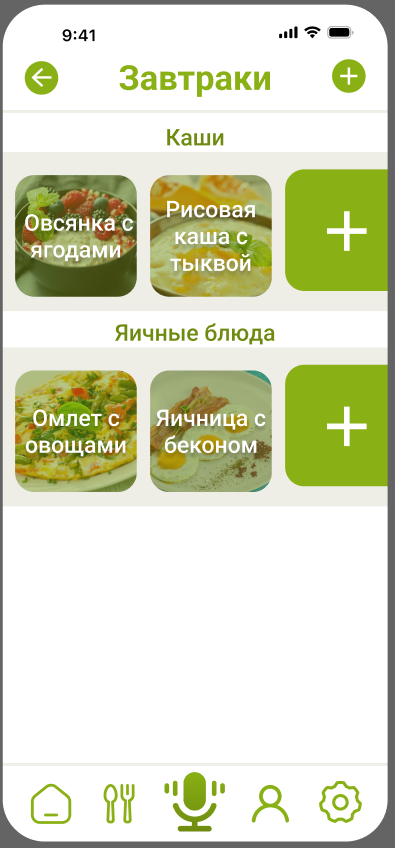 9:41
Завтраки
Каши
Овсянка с
ягодами
Рисовая
каша с
тыквой
Яичные блюда
Омлет с
овощами
Яичница с
беконом